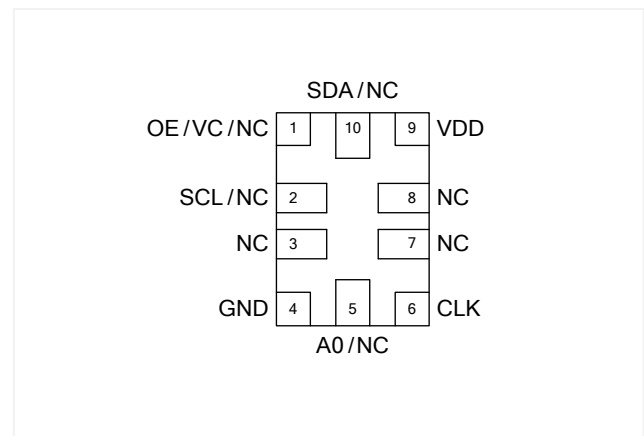 SDA/NC
OE/VC/NC 1 10 9 VDD
SCL/NC 2 8 NC
NC 3 7 NC
GND 4 5 6 CLK
A0/NC